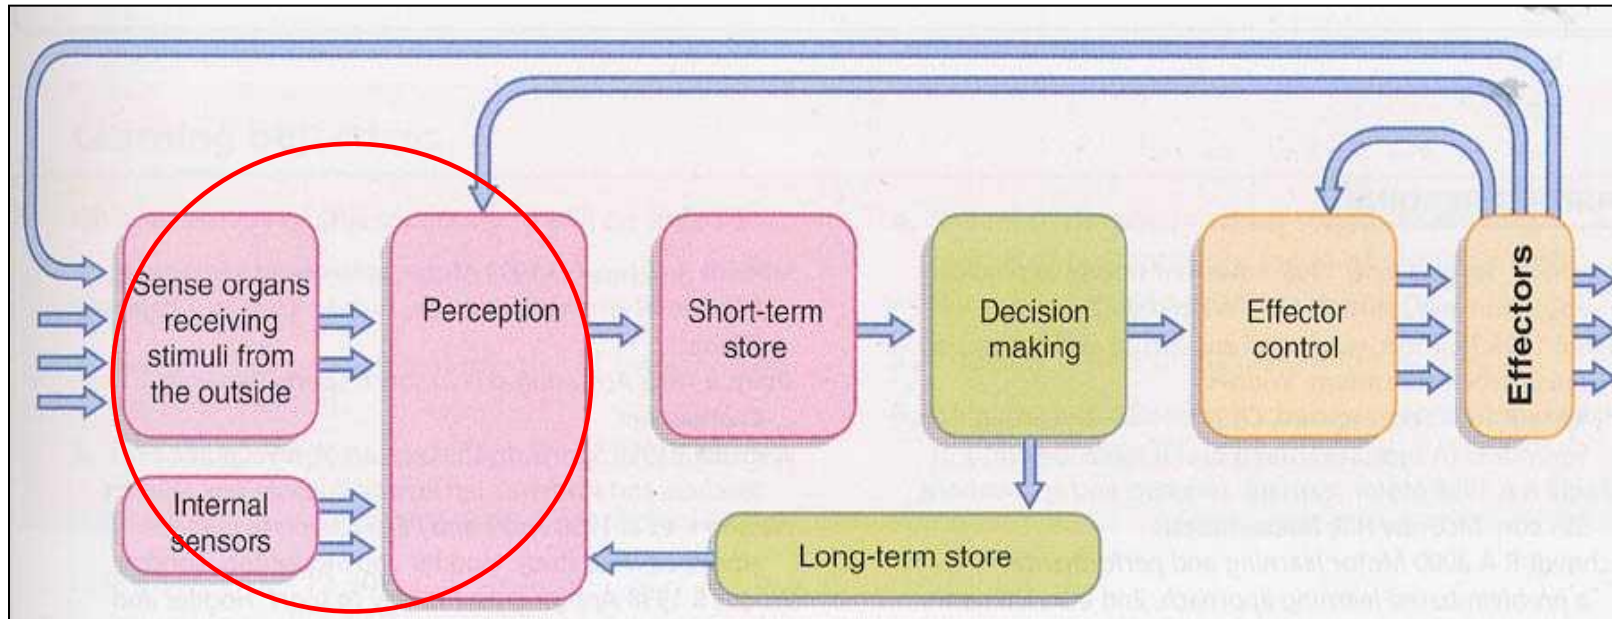 Sense organs
receiving
stimuli from
the outside
Internal
sensors
Perception
Short-term
store
Decision
making
Long-term store
Effector
control
Effectors